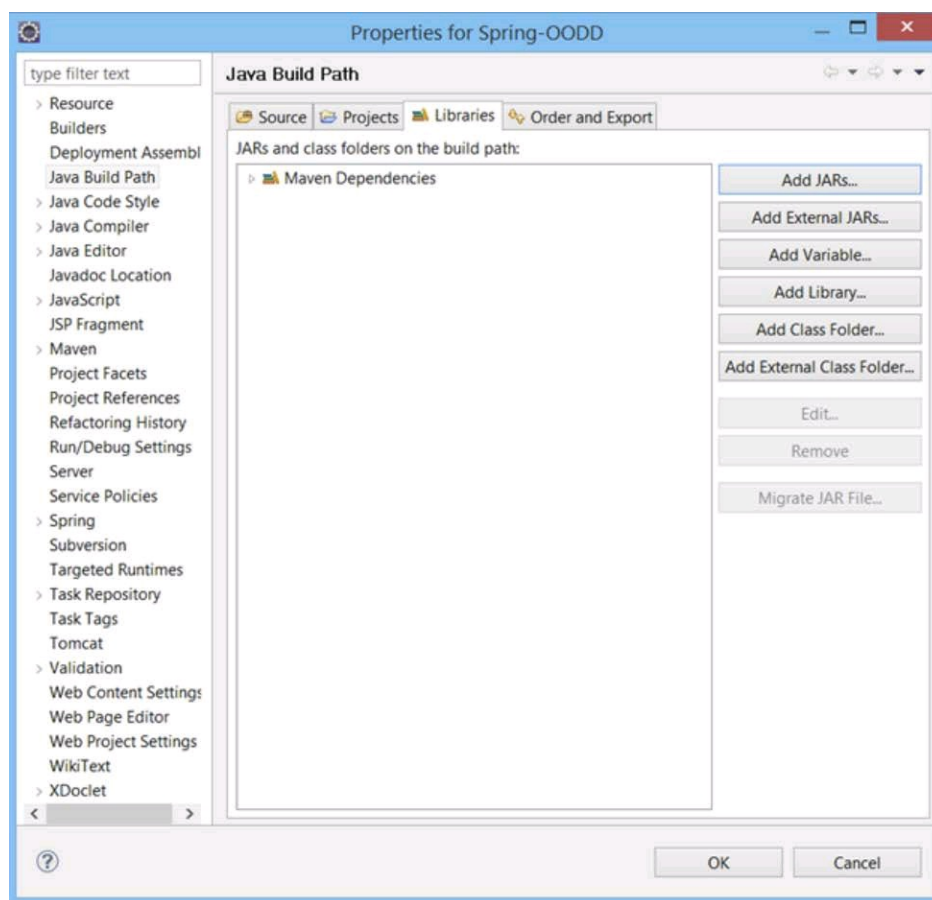 Properties for Spring-OODD
type filter text
Resource
Builders
Deployment Assembl
Java Build Path
Java Code Style
Java Compiler
Java Editor
Javadoc Location
JavaScript
JSP Fragment
Maven
Project Facets
Project References
Refactoring History
Run/Debug Settings
Server
Service Policies
Spring
Subversion
Targeted Runtimes
Task Repository
Task Tags
Tomcat
Validation
Web Content Settings
Web Page Editor
Web Project Settings
WikiText
XDoclet
Java Build Path
Source Projects Libraries Order and Export
JARs and class folders on the build path:
Maven Dependencies
Add JARs...
Add External JARs...
Add Variable...
Add Library...
Add Class Folder...
Add External Class Folder...
Edit...
Remove
Migrate JAR File...
OK Cancel